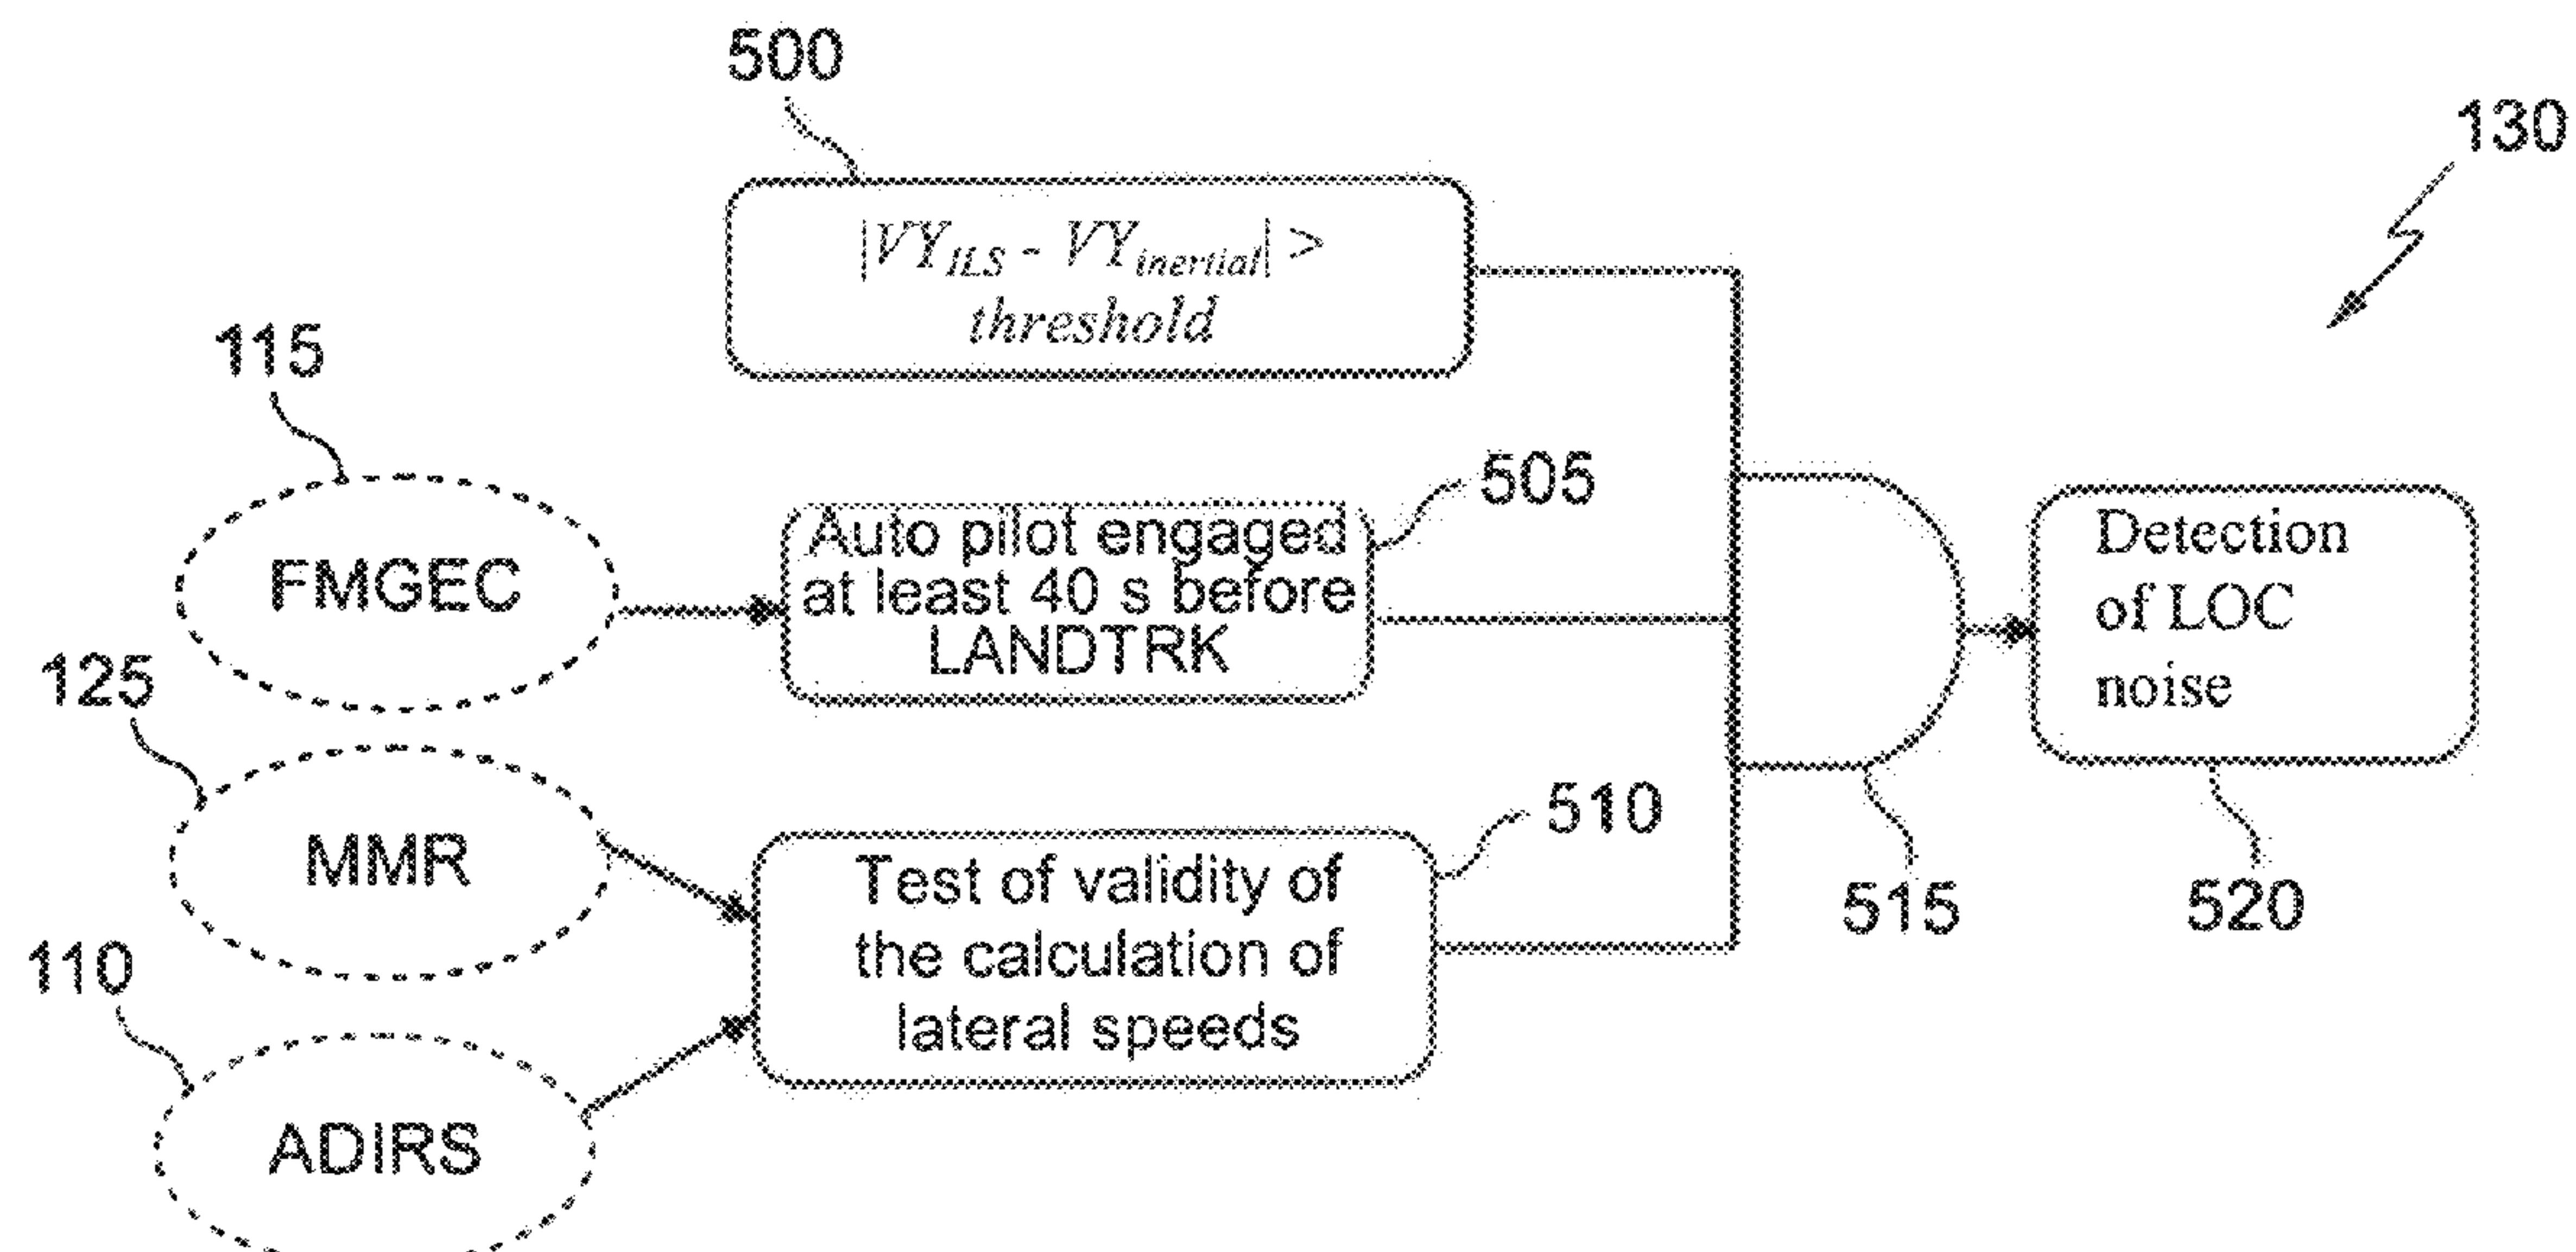 500
130
|VY_ILS - VY_inertial| >
threshold
115
505
FMGEC
Auto pilot engaged
at least 40 s before
LANDTRK
Detection
of LOC
noise
125
MMR
510
Test of validity of
the calculation of
lateral speeds
515
520
110
ADIRS